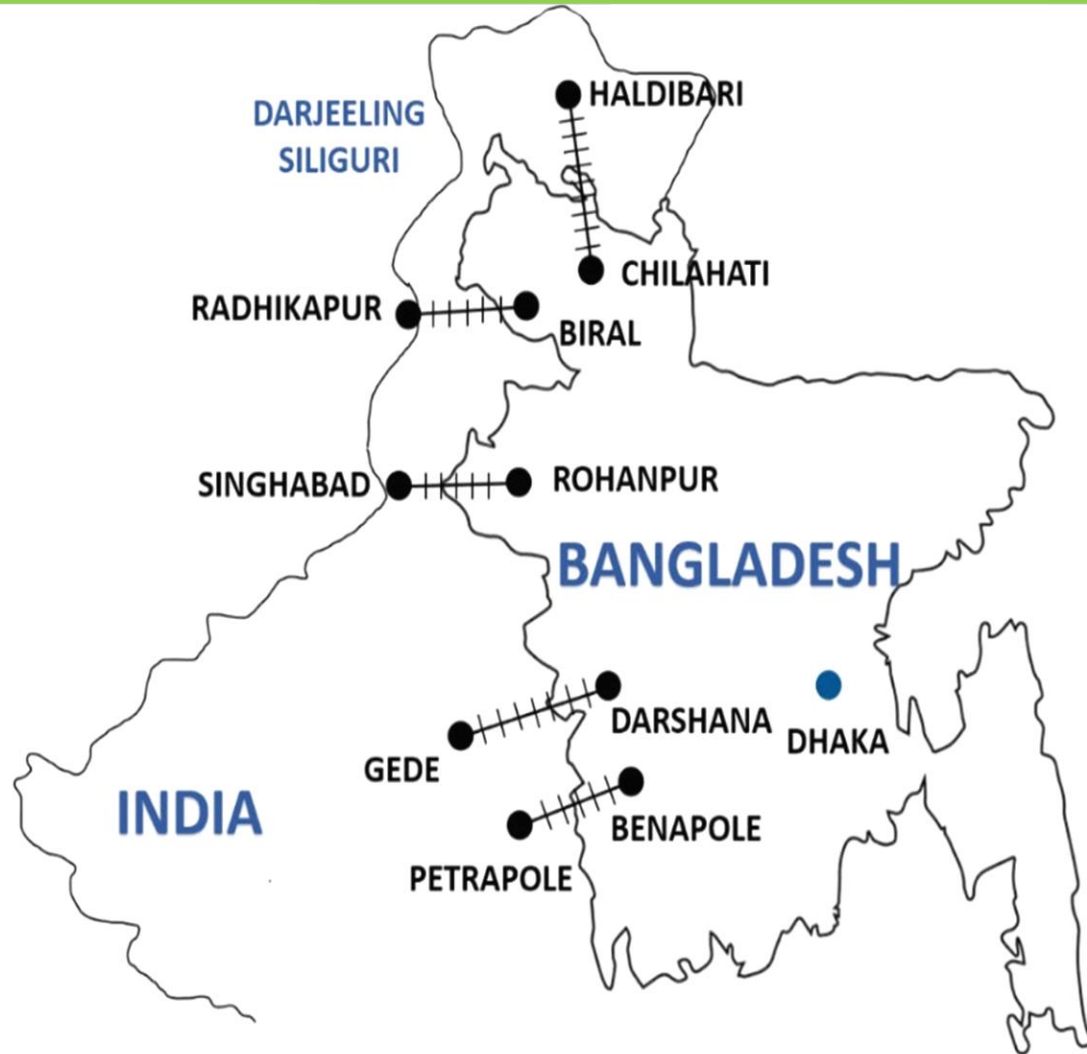 HALDIBARI
DARJEELING
SILIGURI
CHILAHATI
RADHIKAPUR
BIRAL
SINGHABAD
ROHANPUR
BANGLADESH
DARSHANA
DHAKA
GEDE
INDIA
BENAPOLE
PETRAPOLE